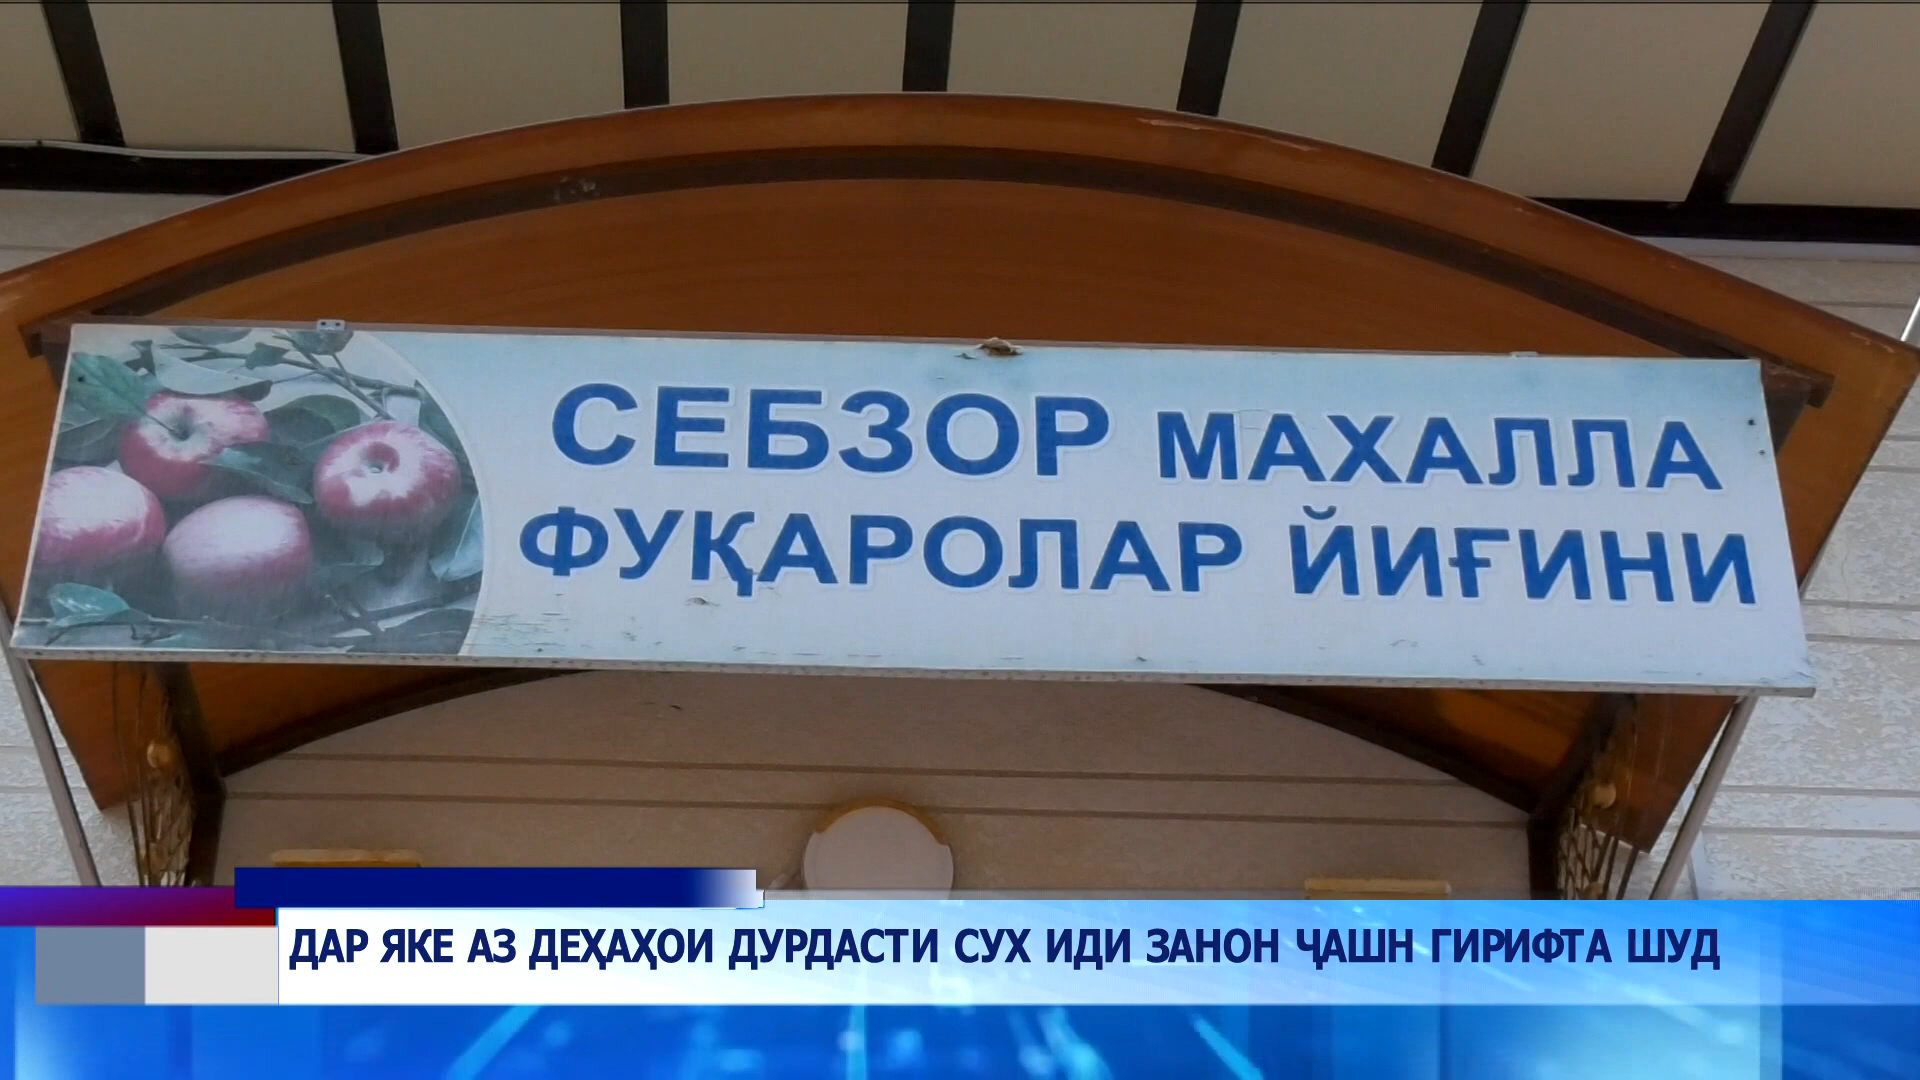 СЕБЗОР МАХАЛЛА
ФУҚАРОЛАР ЙИҒИНИ
ДАР ЯКЕ АЗ ДЕҲАҲОИ ДУРДАСТИ СУХ ИДИ ЗАНОН ҶАШН ГИРИФТА ШУД